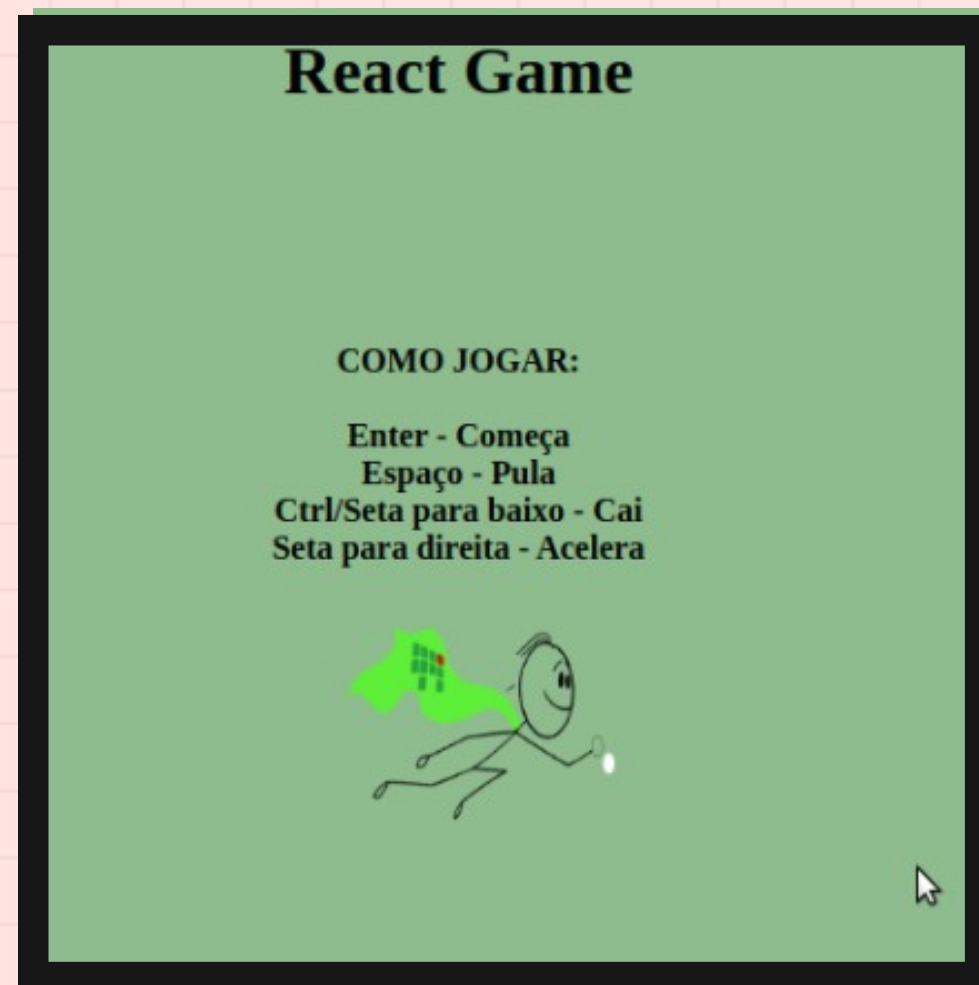 React Game
COMO JOGAR:
Enter - Começa
Espaço - Pula
Ctrl/Seta para baixo - Cai
Seta para direita - Acelera